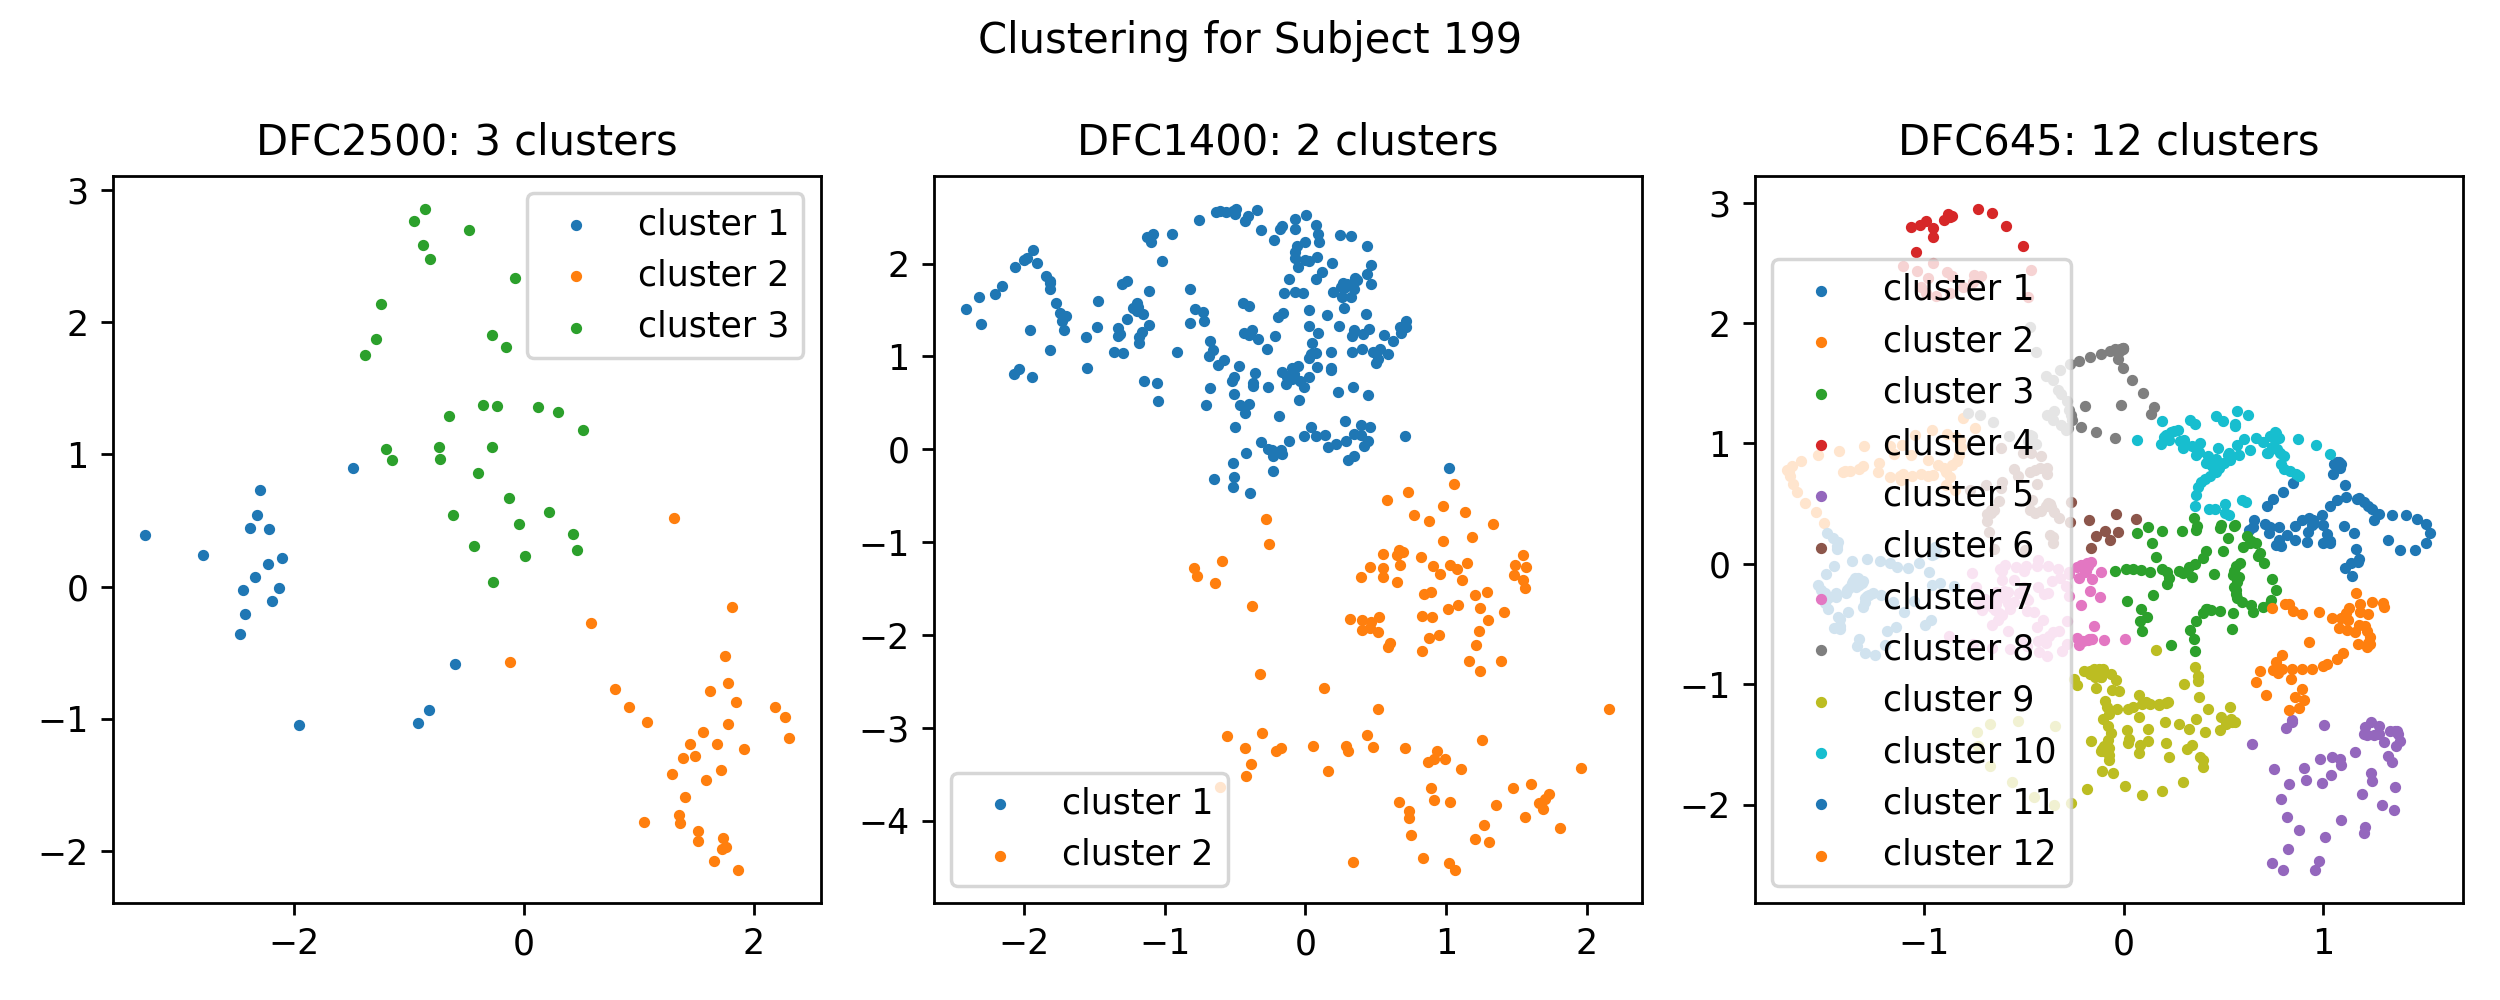 Clustering for Subject 199
DFC2500: 3 clusters
3
2
1
0
−1
−2
−2 0 2
cluster 1
cluster 2
cluster 3
DFC1400: 2 clusters
2
1
0
−1
−2
−3
−4
−2 −1 0 1 2
cluster 1
cluster 2
DFC645: 12 clusters
3
2
1
0
−1
−2
−1 0 1
cluster 1
cluster 2
cluster 3
cluster 4
cluster 5
cluster 6
cluster 7
cluster 8
cluster 9
cluster 10
cluster 11
cluster 12